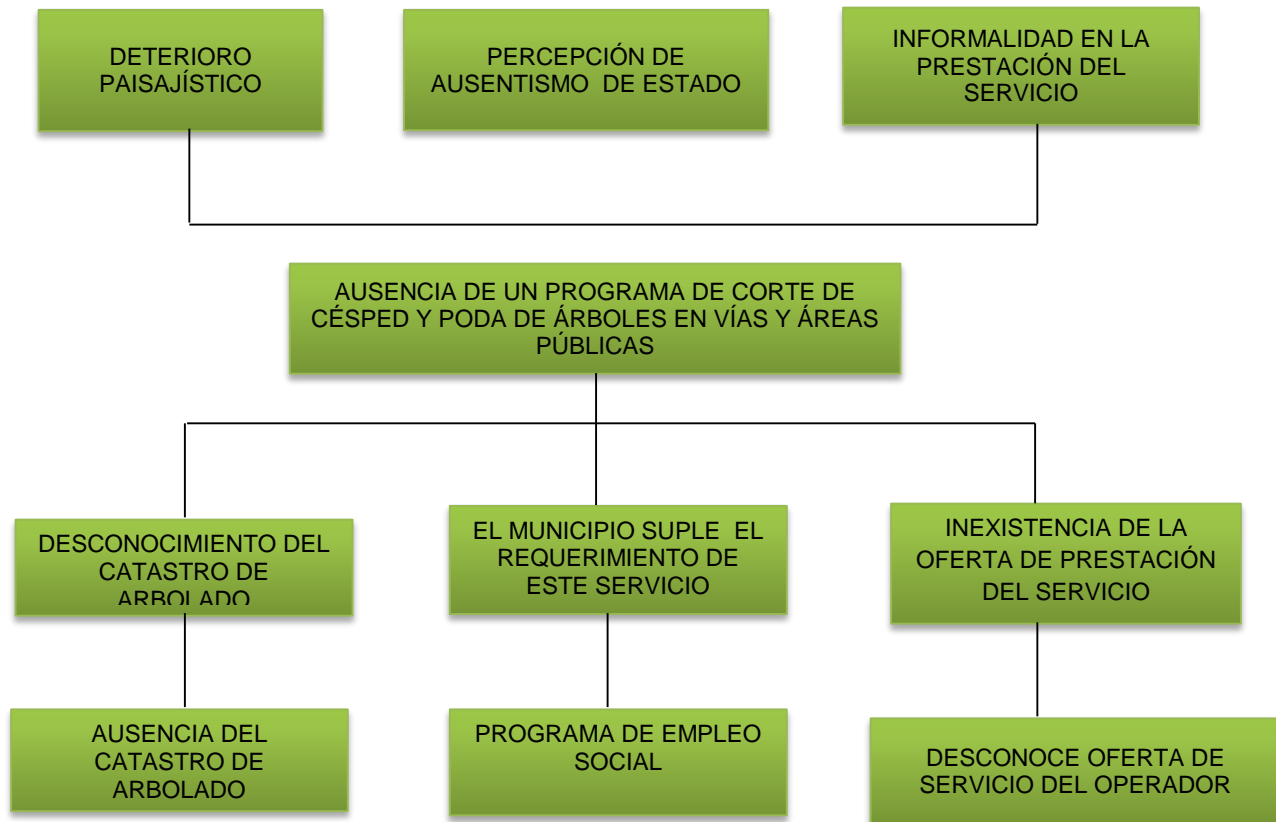 DETERIORO
PAISAJÍSTICO
PERCEPCIÓN DE
AUSENTISMO  DE ESTADO
INFORMALIDAD EN LA
PRESTACIÓN DEL
SERVICIO
AUSENCIA DE UN PROGRAMA DE CORTE DE
CÉSPED Y PODA DE ÁRBOLES EN VÍAS Y ÁREAS
PÚBLICAS
DESCONOCIMIENTO DEL
CATASTRO DE
ARBOLADO
EL MUNICIPIO SUPLE  EL
REQUERIMIENTO DE
ESTE SERVICIO
INEXISTENCIA DE LA
OFERTA DE PRESTACIÓN
DEL SERVICIO
AUSENCIA DEL
CATASTRO DE
ARBOLADO
PROGRAMA DE EMPLEO
SOCIAL
DESCONOCE OFERTA DE
SERVICIO DEL OPERADOR